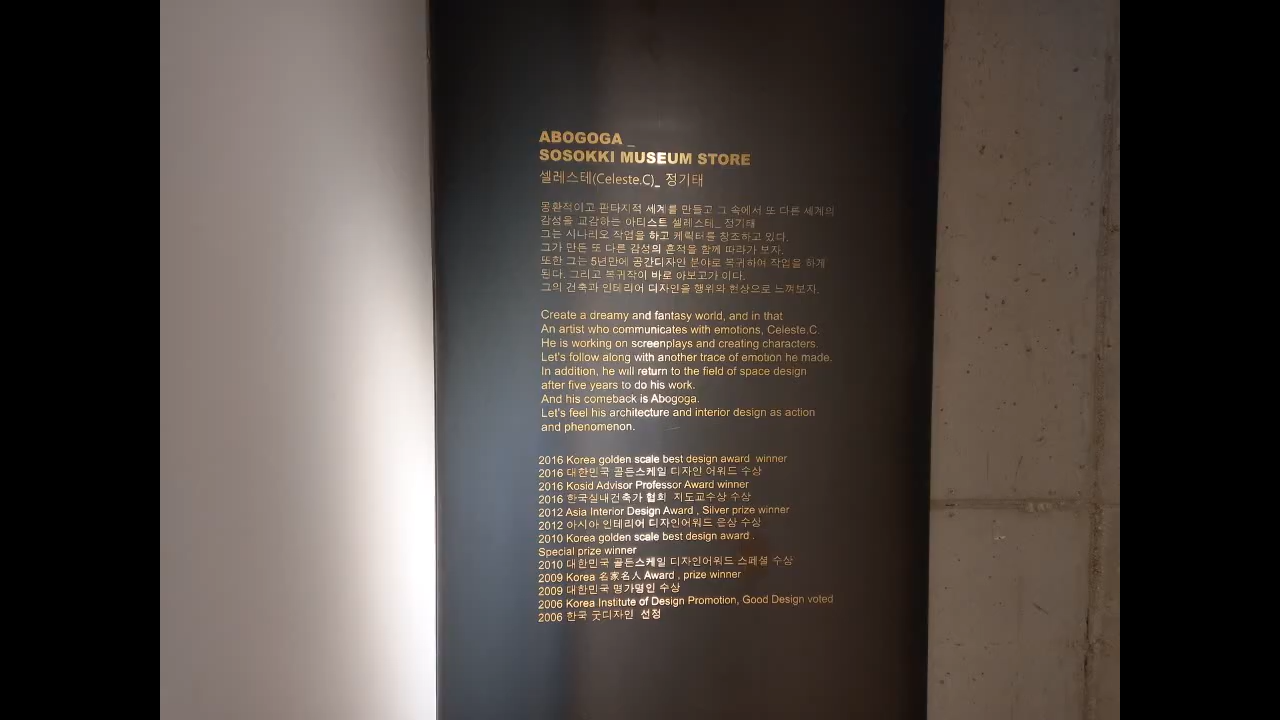 ABOGOGA _
SOSOKKI MUSEUM STORE
셀레스테(Celeste.C)_ 정기태
몽환적이고 판타지적 세계를 만들고 그 속에서 또 다른 세계의
감성을 교감하는 아티스트 셀레스테_ 정기태
그는 시나리오 작업을 하고 케릭터를 창조하고 있다.
그가 만든 또 다른 감성의 흔적을 함께 따라가 보자.
또한 그는 5년만에 공간디자인 분야로 복귀하여 작업을 하게
된다. 그리고 복귀작이 바로 아보고가 이다.
그의 건축과 인테리어 디자인을 행위와 현상으로 느껴보자.
Create a dreamy and fantasy world, and in that
An artist who communicates with emotions, Celeste.C.
He is working on screenplays and creating characters.
Let's follow along with another trace of emotion he made.
In addition, he will return to the field of space design
after five years to do his work.
And his comeback is Abogoga.
Let's feel his architecture and interior design as action
and phenomenon.
2016 Korea golden scale best design award  winner
2016 대한민국 골든스케일 디자인 어워드 수상
2016 Kosid Advisor Professor Award winner
2016 한국실내건축가 협회  지도교수상 수상
2012 Asia Interior Design Award , Silver prize winner
2012 아시아 인테리어 디자인어워드 은상 수상
2010 Korea golden scale best design award .
Special prize winner
2010 대한민국 골든스케일 디자인어워드 스페셜 수상
2009 Korea 名家名人 Award , prize winner
2009 대한민국 명가명인 수상
2006 Korea Institute of Design Promotion, Good Design voted
2006 한국 굿디자인  선정